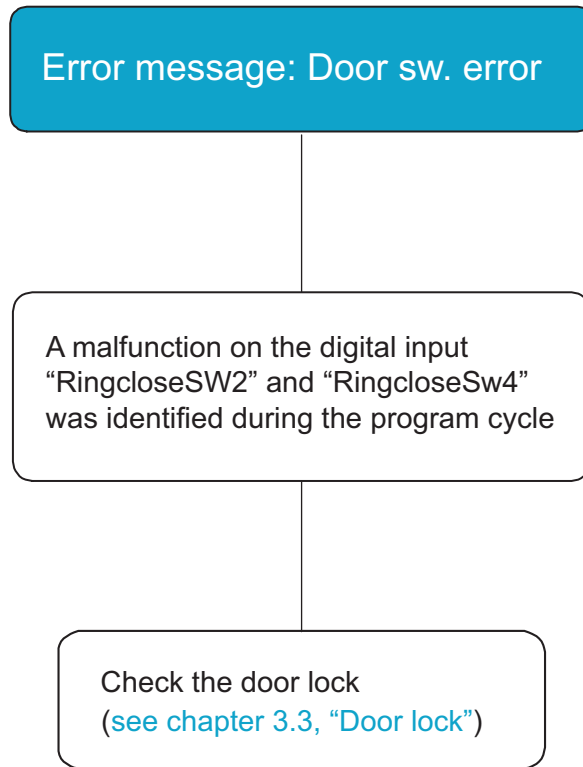 Error message: Door sw. error
A malfunction on the digital input
“RingcloseSW2” and “RingcloseSw4”
was identified during the program cycle
Check the door lock
(see chapter 3.3, “Door lock”)